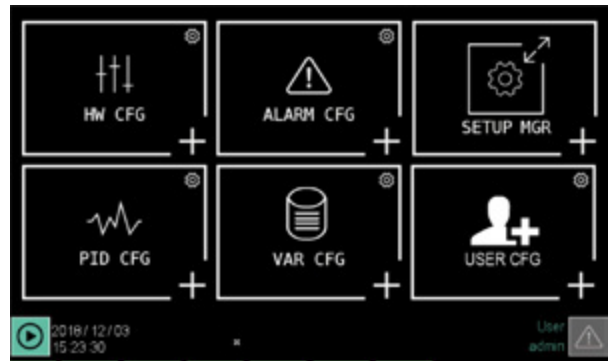 HW CFG
ALARM CFG
SETUP MGR
PID CFG
VAR CFG
USER CFG
2018/12/03
15:23:30
User
admin